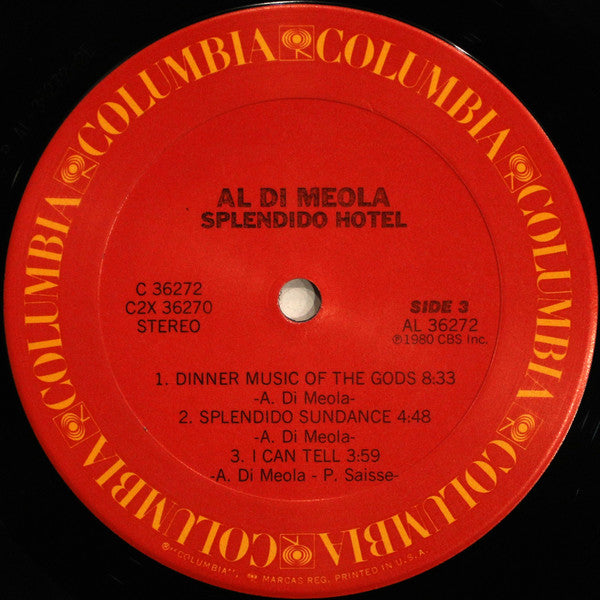 COLUMBIA COLUMBIA COLUMBIA COLUMBIA COLUMBIA COLUMBIA
AL DI MEOLA
SPLENDIDO HOTEL
C 36272
C2X 36270
STEREO
SIDE 3
AL 36272
℗1980 CBS Inc.
1. DINNER MUSIC OF THE GODS 8:33
-A. Di Meola-
2. SPLENDIDO SUNDANCE 4:48
-A. Di Meola-
3. I CAN TELL 3:59
-A. Di Meola - P. Saisse-
"COLUMBIA", MARCAS REG. PRINTED IN U.S.A.